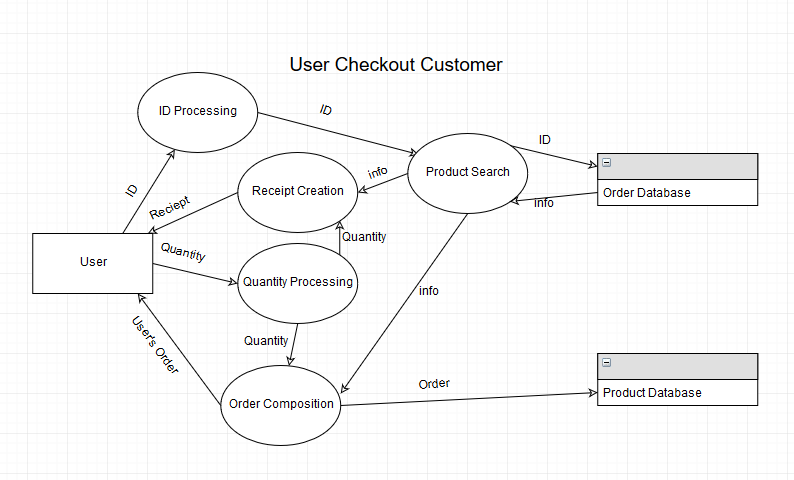 User Checkout Customer
ID Processing
ID
ID
Product Search
info
Receipt Creation
ID
Order Database
info
Reciept
Quantity
User
Quantity
Quantity Processing
info
User's Order
Quantity
Order
Order Composition
Product Database